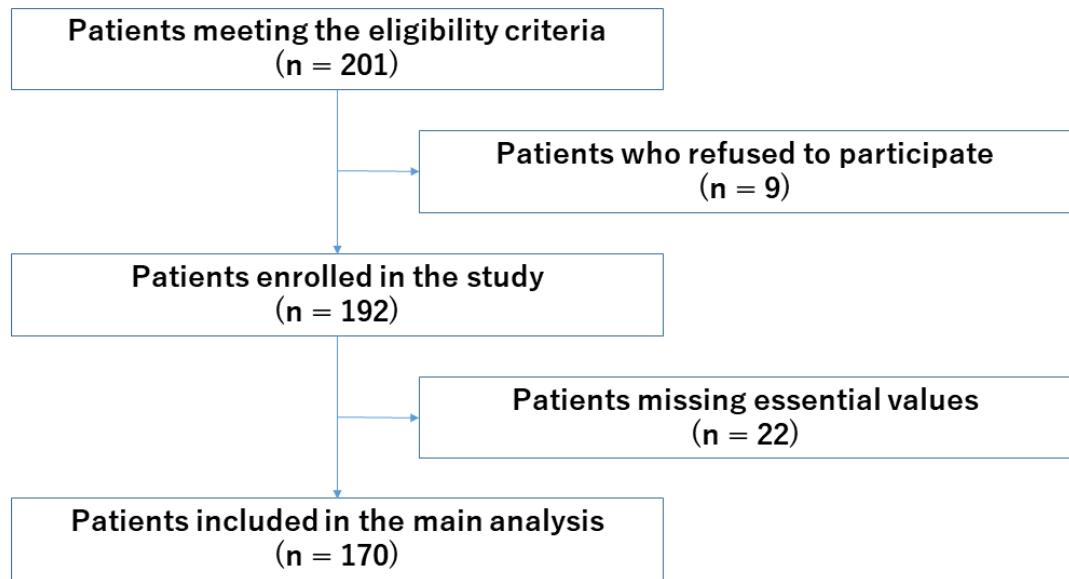 Patients meeting the eligibility criteria
(n = 201)
Patients who refused to participate
(n = 9)
Patients enrolled in the study
(n = 192)
Patients missing essential values
(n = 22)
Patients included in the main analysis
(n = 170)